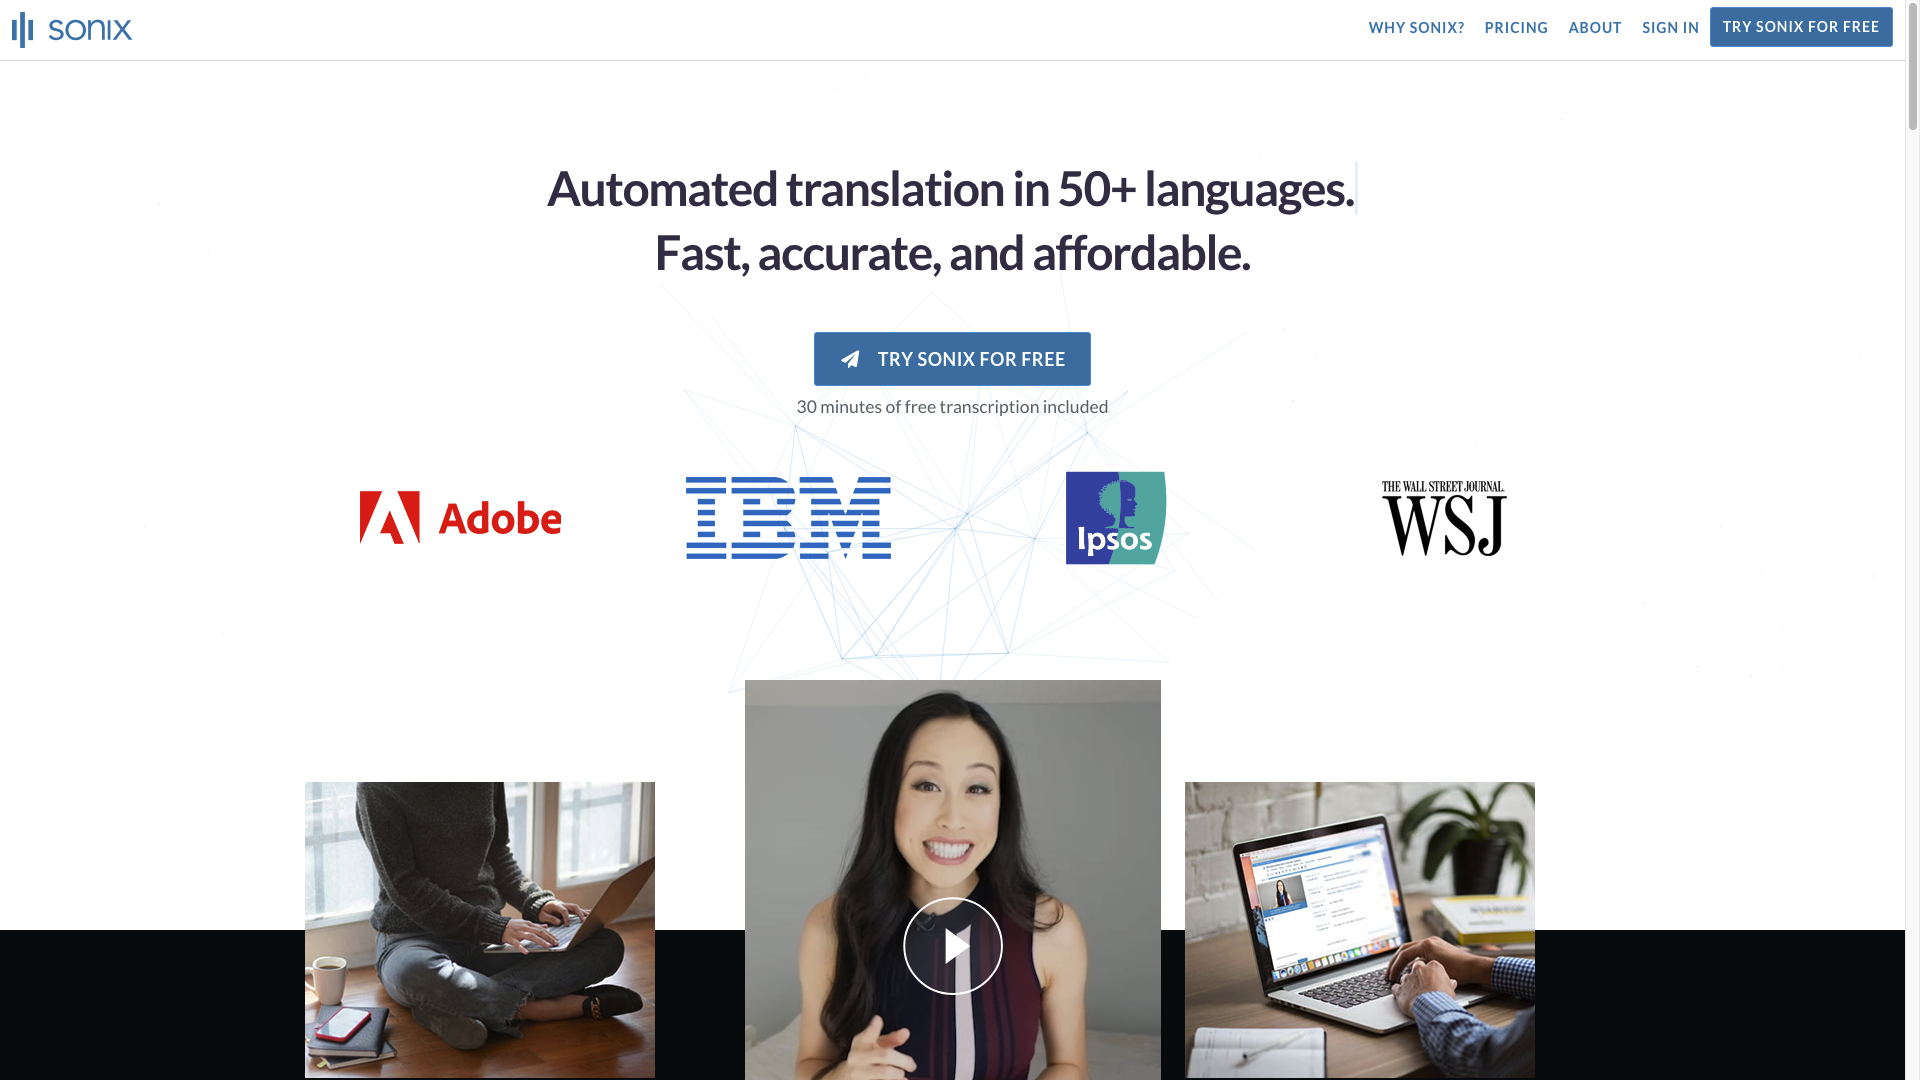 sonix
WHY SONIX?
PRICING
ABOUT
SIGN IN
TRY SONIX FOR FREE
Automated translation in 50+ languages.
Fast, accurate, and affordable.
TRY SONIX FOR FREE
30 minutes of free transcription included
Adobe
IBM
Ipsos
THE WALL STREET JOURNAL.
WSJ